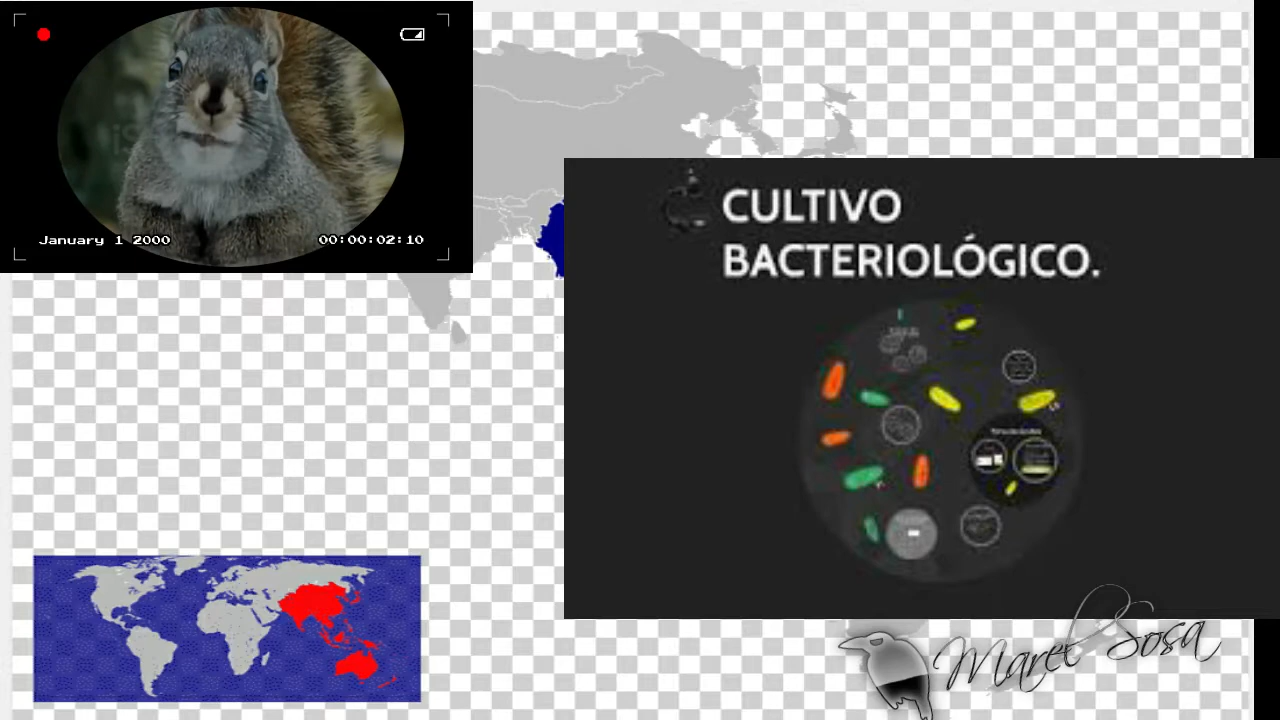 January 1 2000
00:00:02:10
CULTIVO
BACTERIOLÓGICO.
Marel Sosa